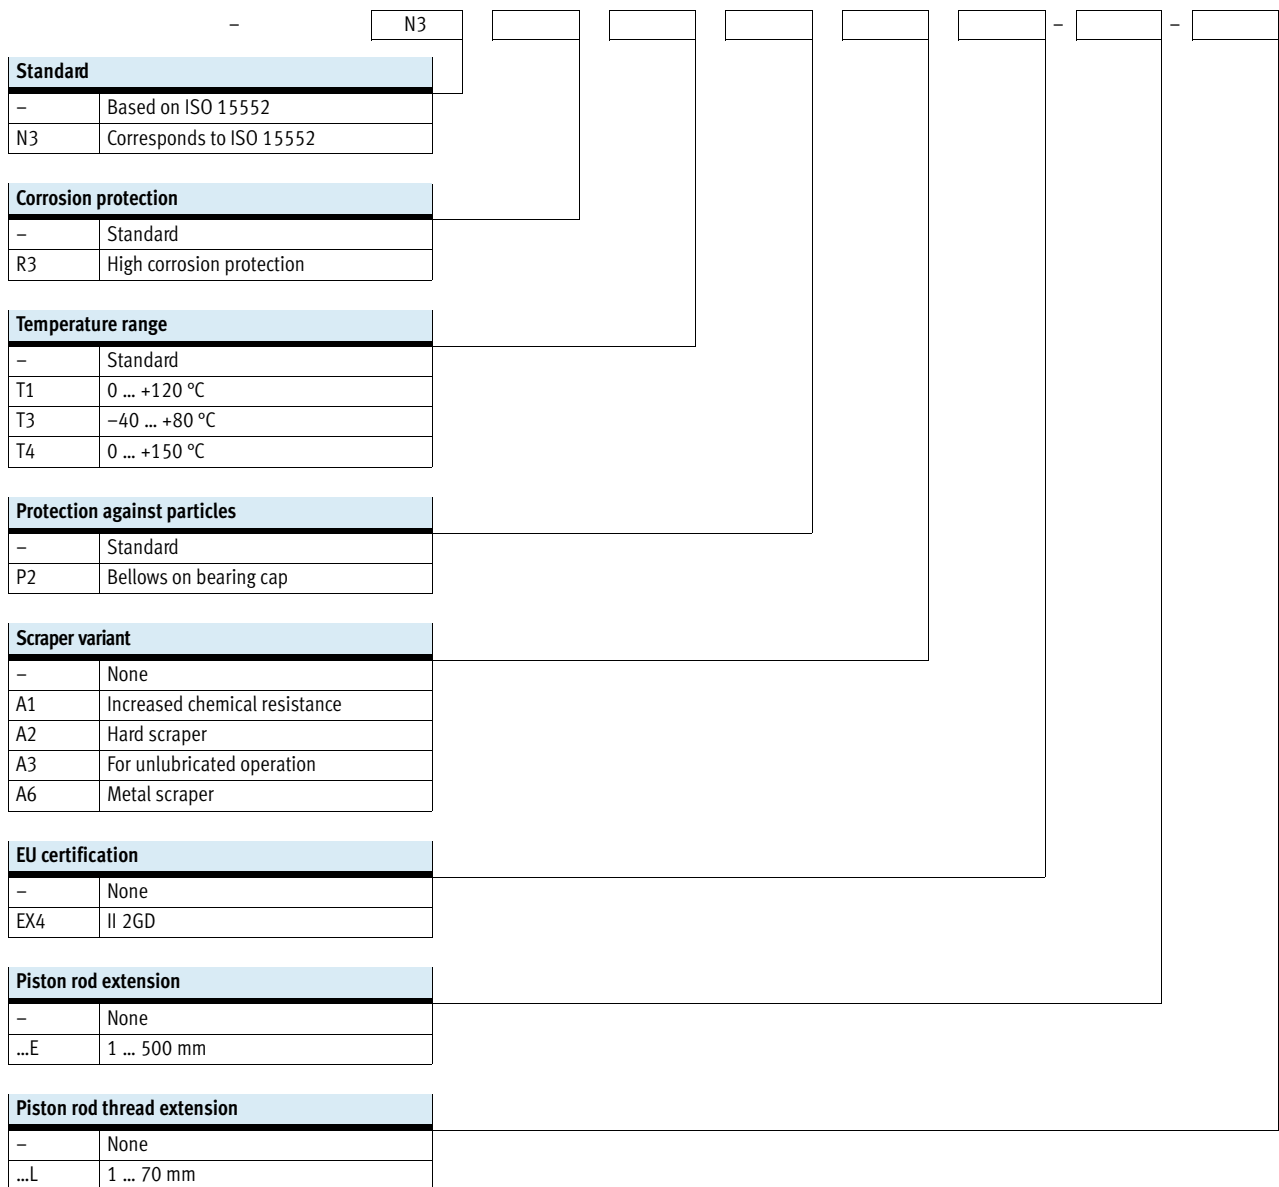 – N3 – –
Standard
– Based on ISO 15552
N3 Corresponds to ISO 15552
Corrosion protection
– Standard
R3 High corrosion protection
Temperature range
– Standard
T1 0 ... +120 °C
T3 –40 ... +80 °C
T4 0 ... +150 °C
Protection against particles
– Standard
P2 Bellows on bearing cap
Scraper variant
– None
A1 Increased chemical resistance
A2 Hard scraper
A3 For unlubricated operation
A6 Metal scraper
EU certification
– None
EX4 II 2GD
Piston rod extension
– None
...E 1 ... 500 mm
Piston rod thread extension
– None
...L 1 ... 70 mm